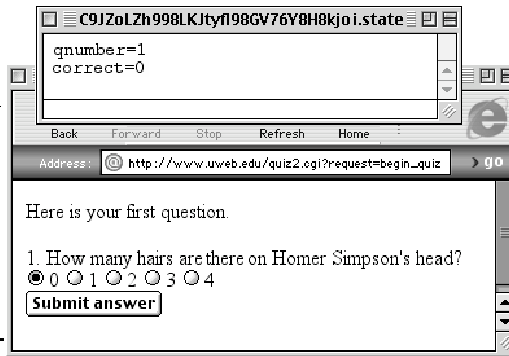 C9JZoLZh998LKJtyfl98GV76Y8H8kjoi.state
qnumber=1
correct=0
Back Forward Stop Refresh Home
Address: @ http://www.uweb.edu/quiz2.cgi?request=begin_quiz > go
Here is your first question.
1. How many hairs are there on Homer Simpson's head?
0 1 2 3 4
Submit answer